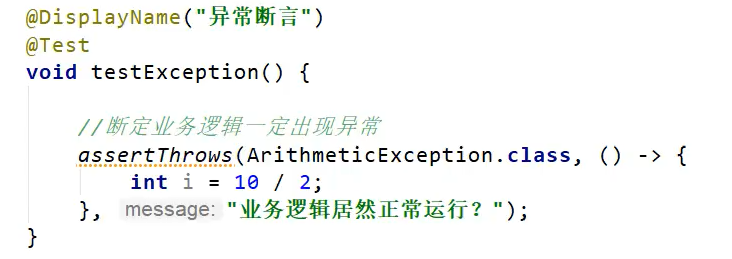 @DisplayName("异常断言")
@Test
void testException() {
//断定业务逻辑一定出现异常
assertThrows(ArithmeticException.class, () -> {
int i = 10 / 2;
}, message: "业务逻辑居然正常运行？");
}